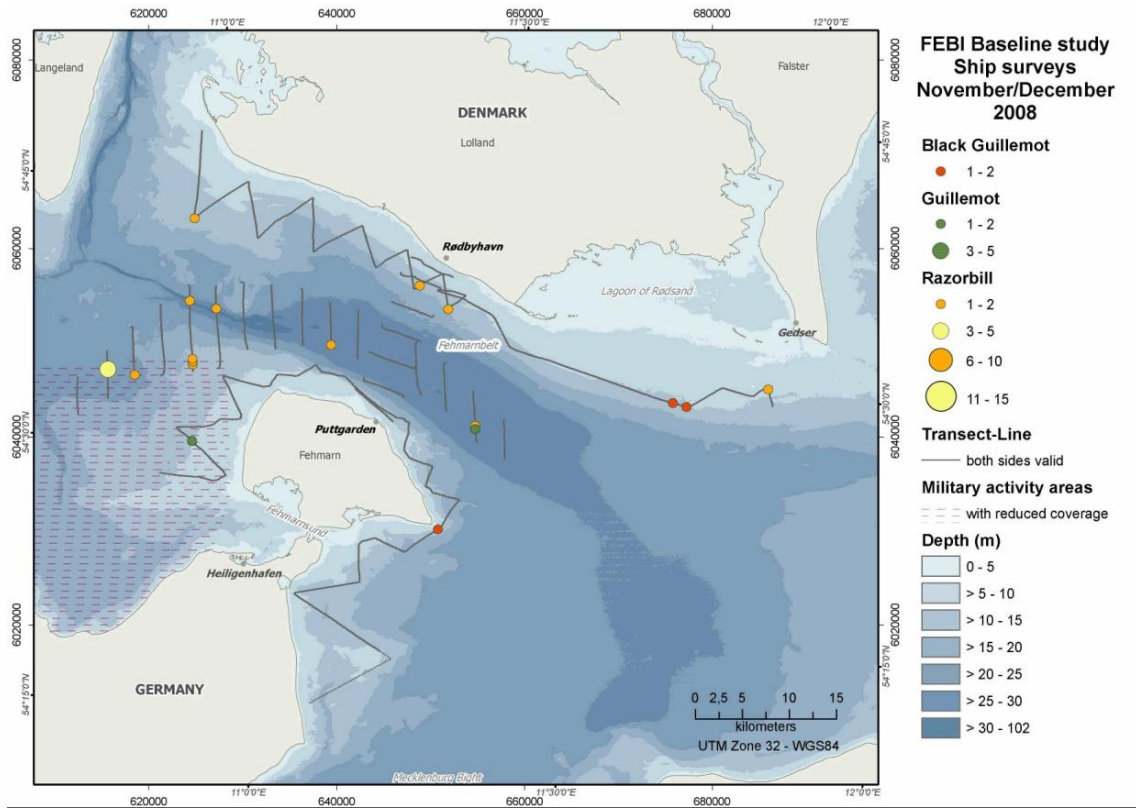 620000 640000 660000 680000
11°0'0"E 11°30'0"E 12°0'0"E
6080000 6080000
Langeland
Falster
DENMARK
Lolland
54°45'0"N 54°45'0"N
Rødbyhavn
6060000 6060000
Lagoon of Rødsand
Gedser
Fehmarnbelt
54°30'0"N 54°30'0"N
Puttgarden
6040000 6040000
Fehmarn
Fehmarnsund
Heiligenhafen
6020000 6020000
54°15'0"N 54°15'0"N
GERMANY
0 2,5 5 10 15
kilometers
UTM Zone 32 - WGS84
Mecklenburg Bight
620000 640000 660000 680000
11°0'0"E 11°30'0"E 12°0'0"E
FEBI Baseline study
Ship surveys
November/December
2008
Black Guillemot
1 - 2
Guillemot
1 - 2
3 - 5
Razorbill
1 - 2
3 - 5
6 - 10
11 - 15
Transect-Line
both sides valid
Military activity areas
with reduced coverage
Depth (m)
0 - 5
> 5 - 10
> 10 - 15
> 15 - 20
> 20 - 25
> 25 - 30
> 30 - 102